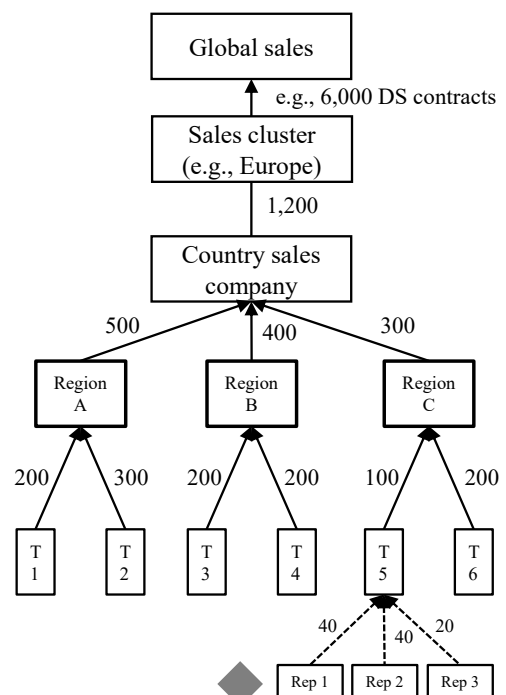 Global sales
e.g., 6,000 DS contracts
Sales cluster
(e.g., Europe)
1,200
Country sales
company
500
400
300
Region
A
Region
B
Region
C
200
300
200
200
100
200
T
1
T
2
T
3
T
4
T
5
T
6
40
40
20
Rep 1
Rep 2
Rep 3